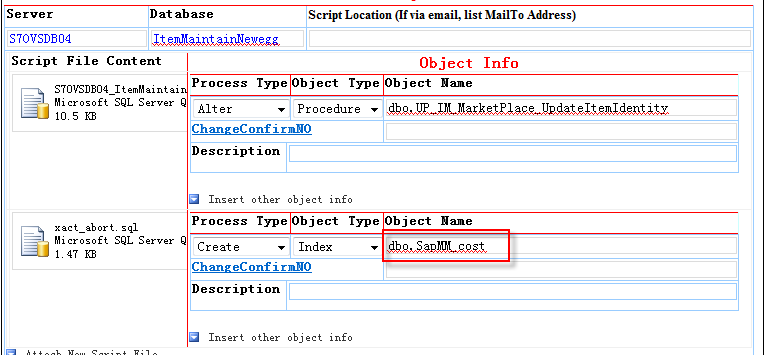 Server Database Script Location (If via email, list MailTo Address)
S7OVSDB04 ItemMaintainNewegg
Script File Content Object Info
S7OVSDB04_ItemMaintain
Microsoft SQL Server Q
10.5 KB
Process Type Object Type Object Name
Alter Procedure dbo.UP_IM_MarketPlace_UpdateItemIdentity
ChangeConfirmNO
Description
Insert other object info
xact_abort.sql
Microsoft SQL Server Q
1.47 KB
Process Type Object Type Object Name
Create Index dbo.SapMM_cost
ChangeConfirmNO
Description
Insert other object info
Attach New Script File